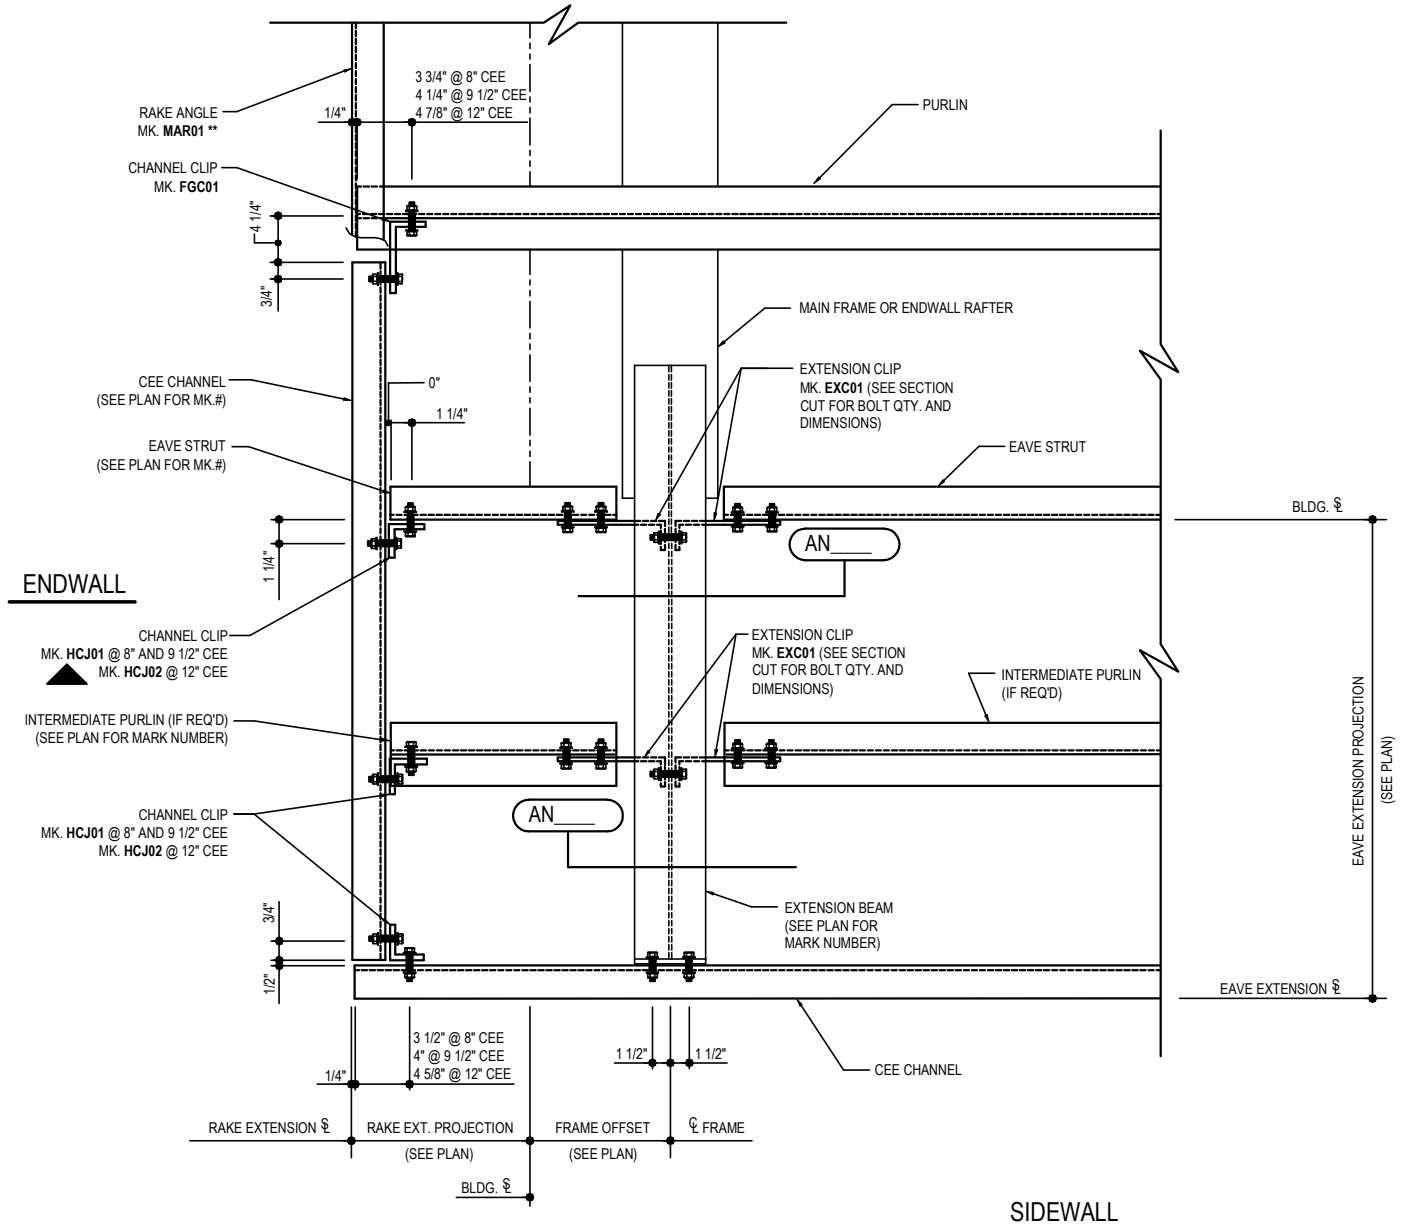 3 3/4" @ 8" CEE
4 1/4" @ 9 1/2" CEE
4 7/8" @ 12" CEE
1/4"
RAKE ANGLE
MK. MAR01 **
PURLIN
CHANNEL CLIP
MK. FGC01
4 1/4"
3/4"
MAIN FRAME OR ENDWALL RAFTER
EXTENSION CLIP
MK. EXC01 (SEE SECTION
CUT FOR BOLT QTY. AND
DIMENSIONS)
CEE CHANNEL
(SEE PLAN FOR MK.#)
0"
1 1/4"
EAVE STRUT
(SEE PLAN FOR MK.#)
EAVE STRUT
BLDG. SL
1 1/4"
AN____
ENDWALL
CHANNEL CLIP
MK. HCJ01 @ 8" AND 9 1/2" CEE
MK. HCJ02 @ 12" CEE
EXTENSION CLIP
MK. EXC01 (SEE SECTION
CUT FOR BOLT QTY. AND
DIMENSIONS)
INTERMEDIATE PURLIN
(IF REQ'D)
INTERMEDIATE PURLIN (IF REQ'D)
(SEE PLAN FOR MARK NUMBER)
EAVE EXTENSION PROJECTION
(SEE PLAN)
CHANNEL CLIP
MK. HCJ01 @ 8" AND 9 1/2" CEE
MK. HCJ02 @ 12" CEE
AN____
3/4"
1/2"
EXTENSION BEAM
(SEE PLAN FOR
MARK NUMBER)
EAVE EXTENSION SL
3 1/2" @ 8" CEE
4" @ 9 1/2" CEE
4 5/8" @ 12" CEE
1/4"
1 1/2"
1 1/2"
CEE CHANNEL
RAKE EXTENSION SL
RAKE EXT. PROJECTION
(SEE PLAN)
FRAME OFFSET
(SEE PLAN)
CL FRAME
BLDG. SL
SIDEWALL